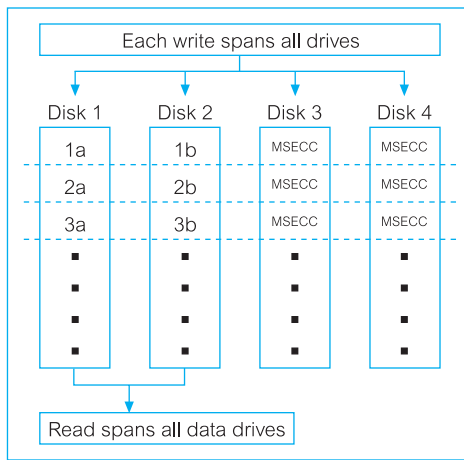 Each write spans all drives
Disk 1 Disk 2 Disk 3 Disk 4
1a 1b MSECC MSECC
2a 2b MSECC MSECC
3a 3b MSECC MSECC
Read spans all data drives